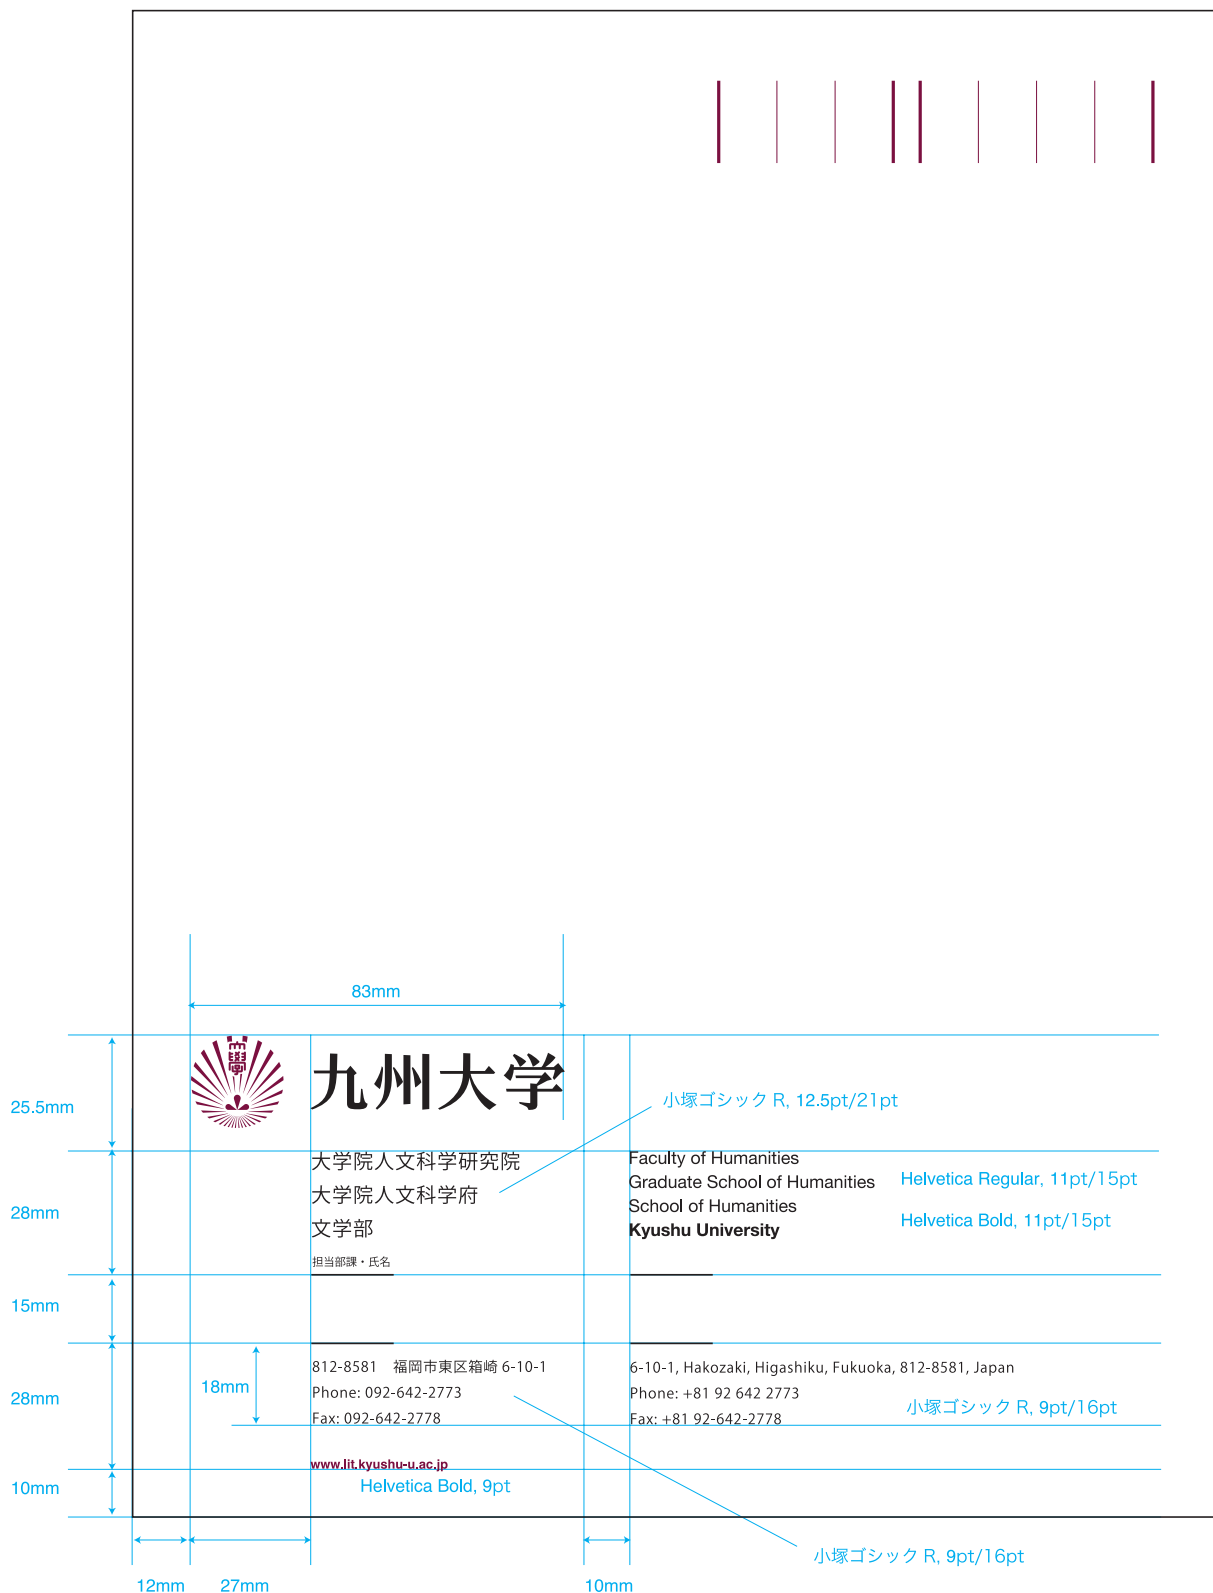 83mm
九州大学
25.5mm
小塚ゴシック R, 12.5pt/21pt
大学院人文科学研究院
大学院人文科学府
文学部
担当部課・氏名
Faculty of Humanities
Graduate School of Humanities
School of Humanities
Kyushu University
Helvetica Regular, 11pt/15pt
Helvetica Bold, 11pt/15pt
28mm
15mm
812-8581 福岡市東区箱崎 6-10-1
Phone: 092-642-2773
Fax: 092-642-2778
6-10-1, Hakozaki, Higashiku, Fukuoka, 812-8581, Japan
Phone: +81 92 642 2773
Fax: +81 92-642-2778
18mm
28mm
小塚ゴシック R, 9pt/16pt
www.lit.kyushu-u.ac.jp
Helvetica Bold, 9pt
10mm
小塚ゴシック R, 9pt/16pt
12mm
27mm
10mm